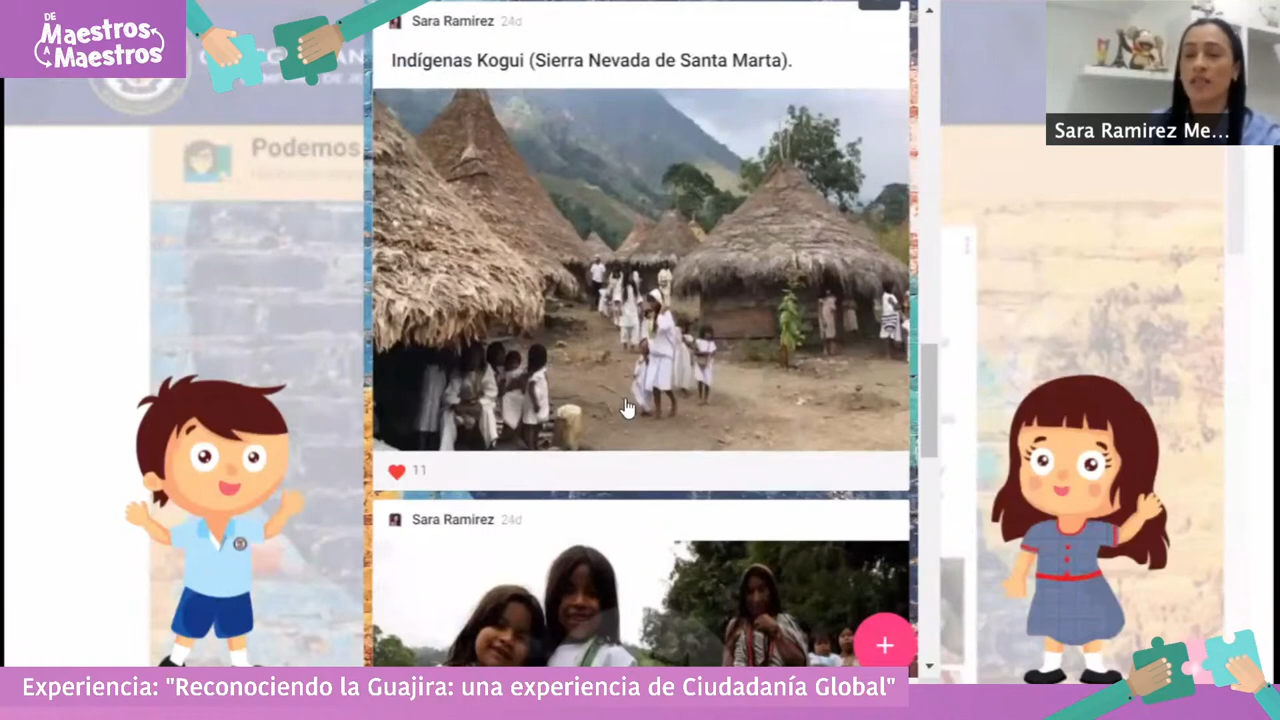 DE
Maestros
A
Maestros
Sara Ramirez 24d
Indígenas Kogui (Sierra Nevada de Santa Marta).
Sara Ramirez Me...
Podemos
11
Sara Ramirez 24d
+
Experiencia: "Reconociendo la Guajira: una experiencia de Ciudadanía Global"